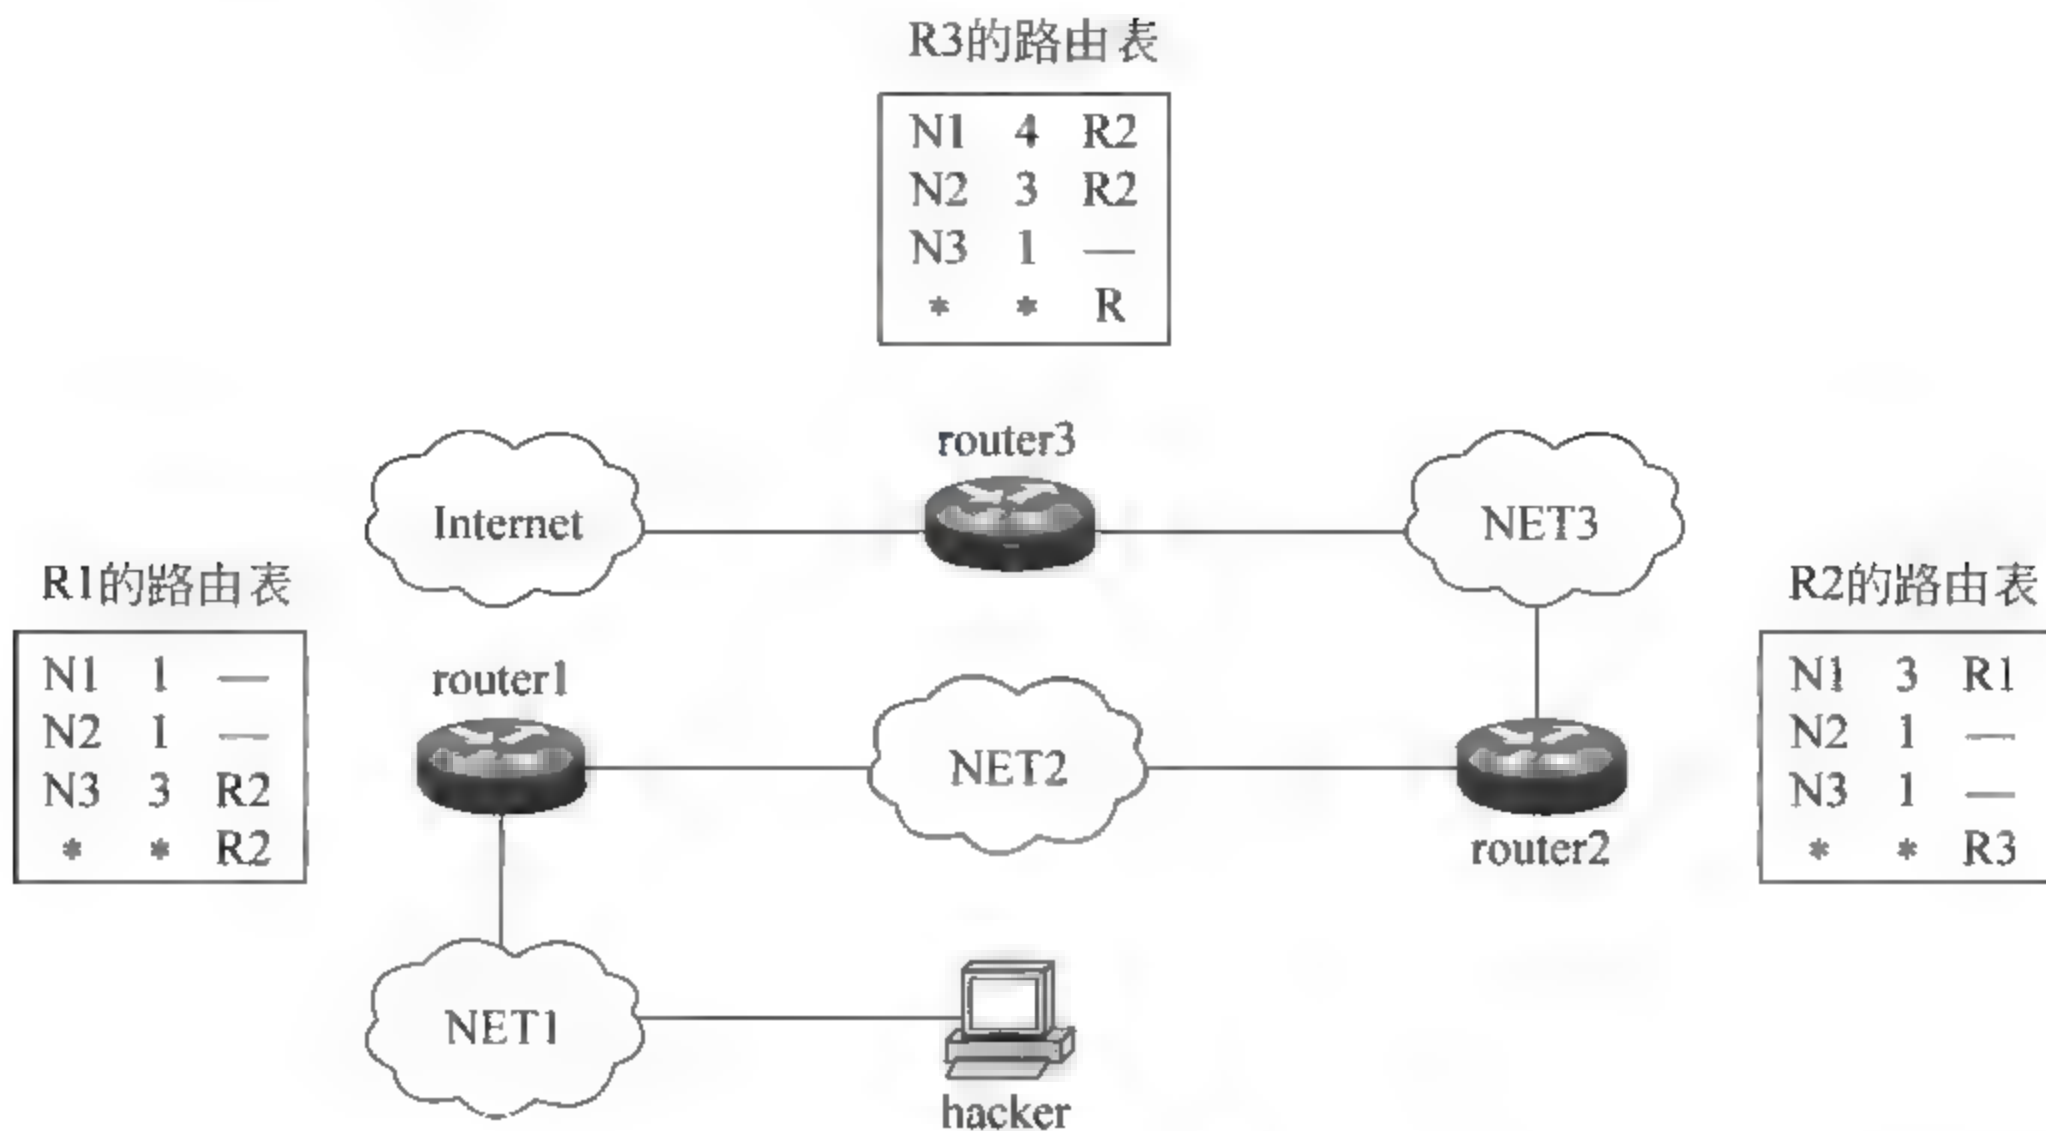 R3的路由表
N1 4 R2
N2 3 R2
N3 1 —
* * R
router3
Internet
NET3
R1的路由表
N1 1 —
N2 1 —
N3 3 R2
* * R2
router1
NET2
R2的路由表
N1 3 R1
N2 1 —
N3 1 —
* * R3
router2
NET1
hacker